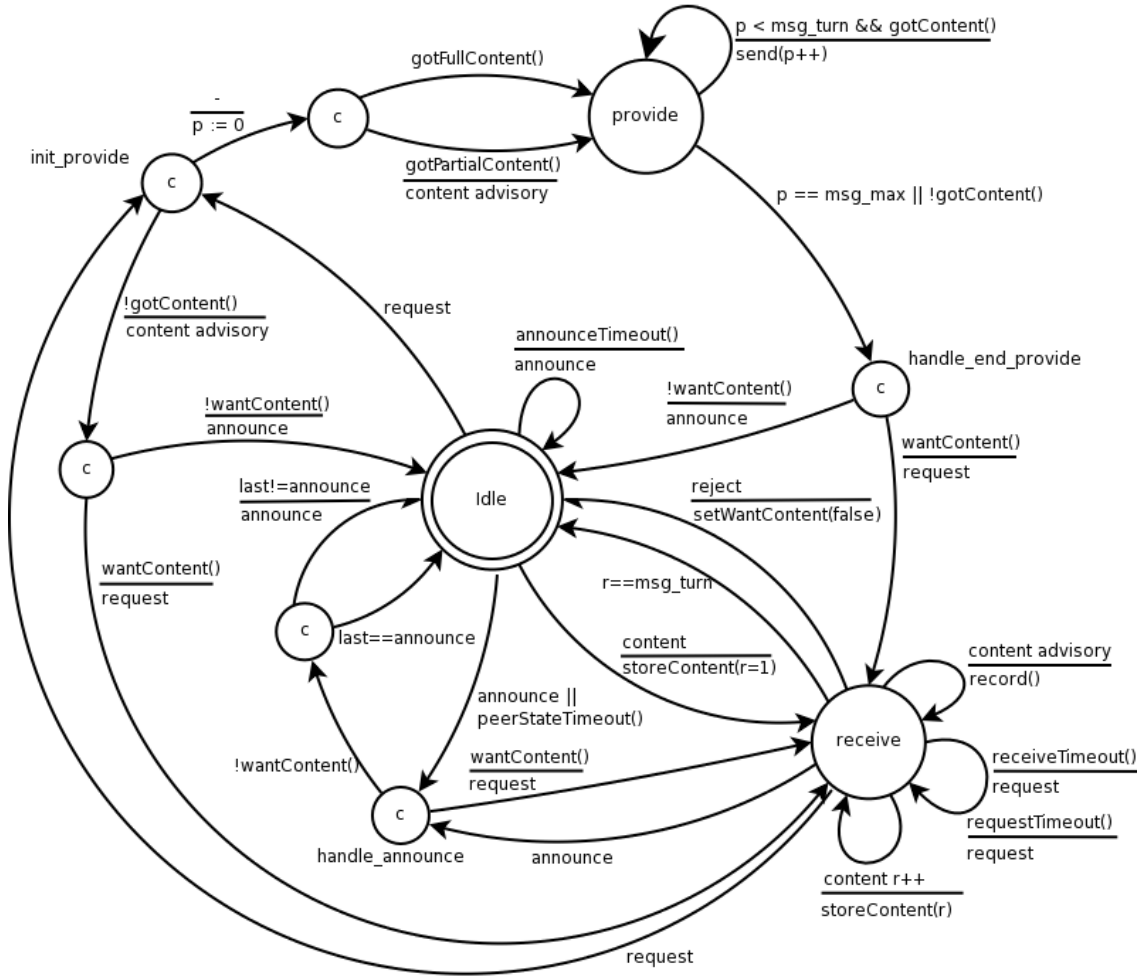 p < msg_turn && gotContent()
send(p++)
gotFullContent()
-
p := 0
c
provide
init_provide
c
gotPartialContent()
content advisory
p == msg_max || !gotContent()
!gotContent()
content advisory
request
announceTimeout()
announce
handle_end_provide
c
!wantContent()
announce
!wantContent()
announce
wantContent()
request
c
last!=announce
announce
Idle
reject
setWantContent(false)
wantContent()
request
r==msg_turn
c
last==announce
content
storeContent(r=1)
content advisory
record()
announce ||
peerStateTimeout()
receive
!wantContent()
wantContent()
request
receiveTimeout()
request
c
requestTimeout()
request
handle_announce
announce
content r++
storeContent(r)
request